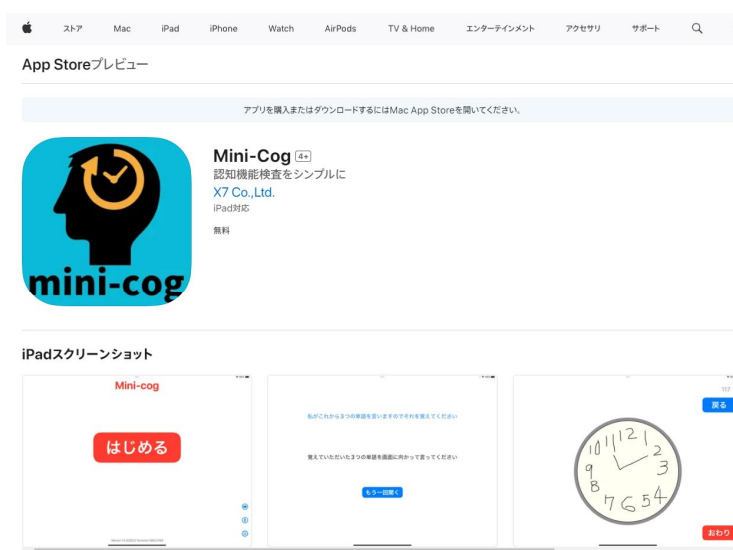 ストア Mac iPad iPhone Watch AirPods TV & Home エンターテインメント アクセサリ サポート
App Storeプレビュー
アプリを購入またはダウンロードするにはMac App Storeを開いてください。
mini-cog
Mini-Cog 4+
認知機能検査をシンプルに
X7 Co.,Ltd.
iPad対応
無料
iPadスクリーンショット
Mini-cog
はじめる
私がこれから3つの単語を言いますのでそれを覚えてください
覚えていただいた3つの単語を画面に向かって言ってください
もう一回聞く
117
戻る
12
11 1
10 2
9 3
8 4
7 6 5
おわり